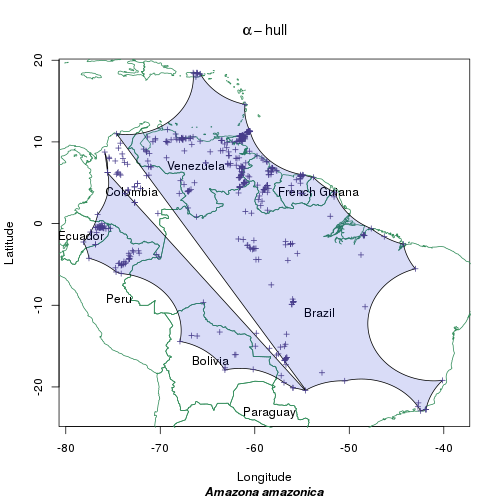 α – hull
20
10
0
-10
-20
Latitude
Venezuela
Colombia
French Guiana
Ecuador
Peru
Brazil
Bolivia
Paraguay
-80 -70 -60 -50 -40
Longitude
Amazona amazonica